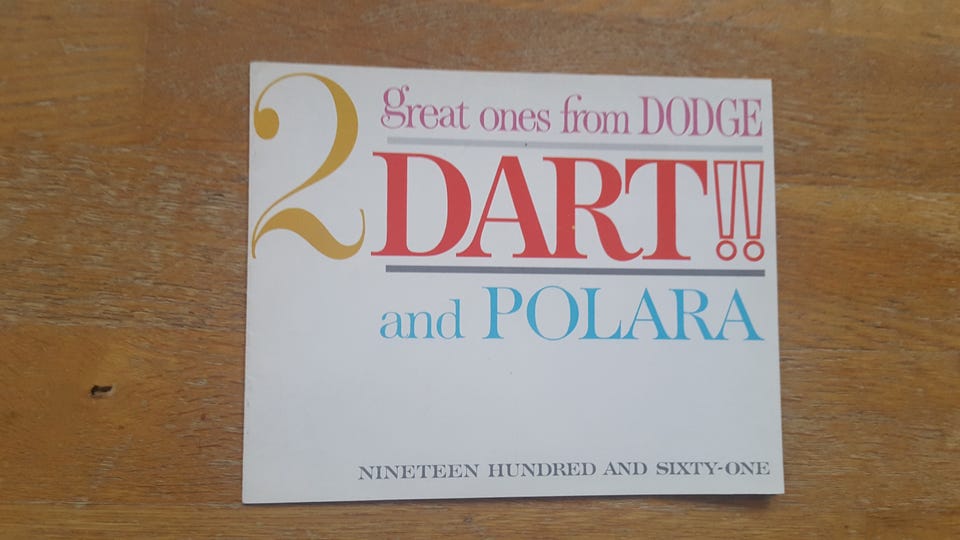 2 great ones from DODGE
DART!!
and POLARA
NINETEEN HUNDRED AND SIXTY-ONE